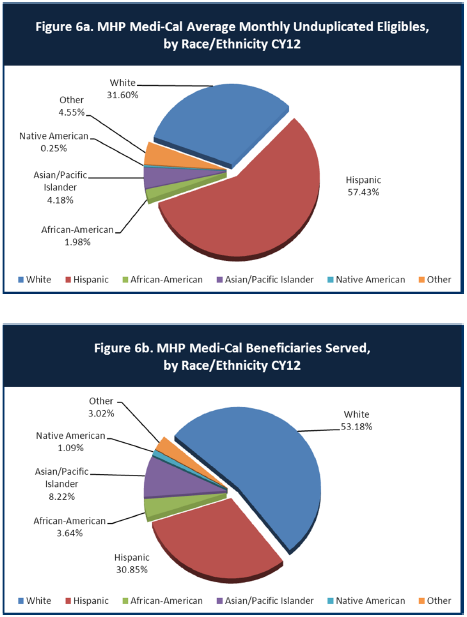 Figure 6a. MHP Medi-Cal Average Monthly Unduplicated Eligibles,
by Race/Ethnicity CY12
White
31.60%
Other
4.55%
Native American
0.25%
Asian/Pacific
Islander
4.18%
African-American
1.98%
Hispanic
57.43%
White Hispanic African-American Asian/Pacific Islander Native American Other
Figure 6b. MHP Medi-Cal Beneficiaries Served,
by Race/Ethnicity CY12
Other
3.02%
Native American
1.09%
Asian/Pacific
Islander
8.22%
African-American
3.64%
Hispanic
30.85%
White
53.18%
White Hispanic African-American Asian/Pacific Islander Native American Other